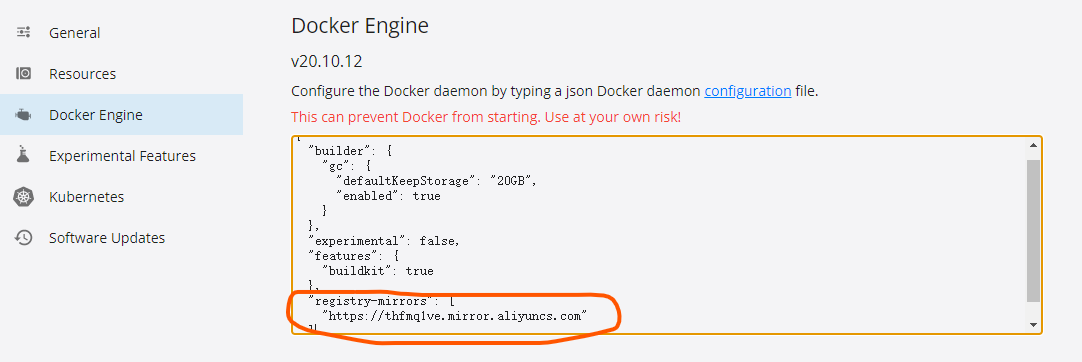 General
Resources
Docker Engine
Experimental Features
Kubernetes
Software Updates
Docker Engine
v20.10.12
Configure the Docker daemon by typing a json Docker daemon configuration file.
This can prevent Docker from starting. Use at your own risk!
{
"builder": {
"gc": {
"defaultKeepStorage": "20GB",
"enabled": true
}
},
"experimental": false,
"features": {
"buildkit": true
},
"registry-mirrors": [
"https://thfmq1ve.mirror.aliyuncs.com"
]